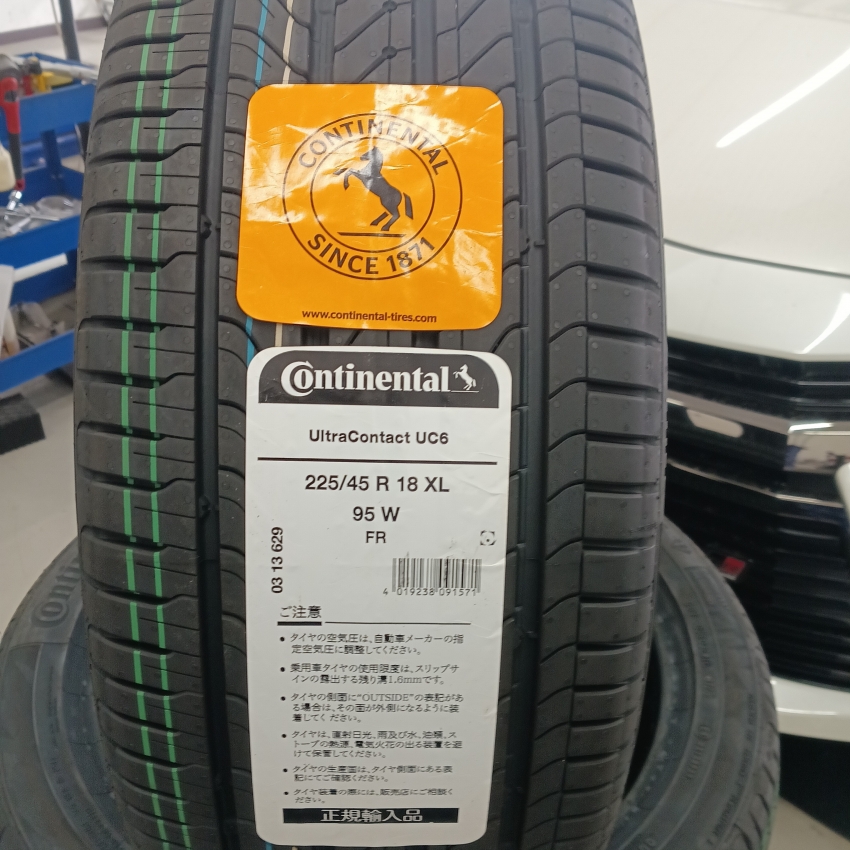 CONTINENTAL
SINCE 1871
www.continental-tires.com
Continental
UltraContact UC6
225/45 R 18 XL
95 W
FR
03 13 629
4 019238 091571
ご注意
• タイヤの空気圧は、自動車メーカーの指
定空気圧に調整してください。
• 乗用車タイヤの使用限度は、スリップサ
インの露出する残り溝1.6mmです。
• タイヤの側面に"OUTSIDE"の表記があ
る場合は、その面が外側になるように装
着してください。
• タイヤは、直射日光、雨及び水、油類、ス
トーブの熱源、電気火花の出る装置を避
けて保管してください。
• タイヤの生産国は、タイヤ側面にある表
記にてご確認ください。
• タイヤ装着の際には、販売店にご相談く
ださい。
正規輸入品